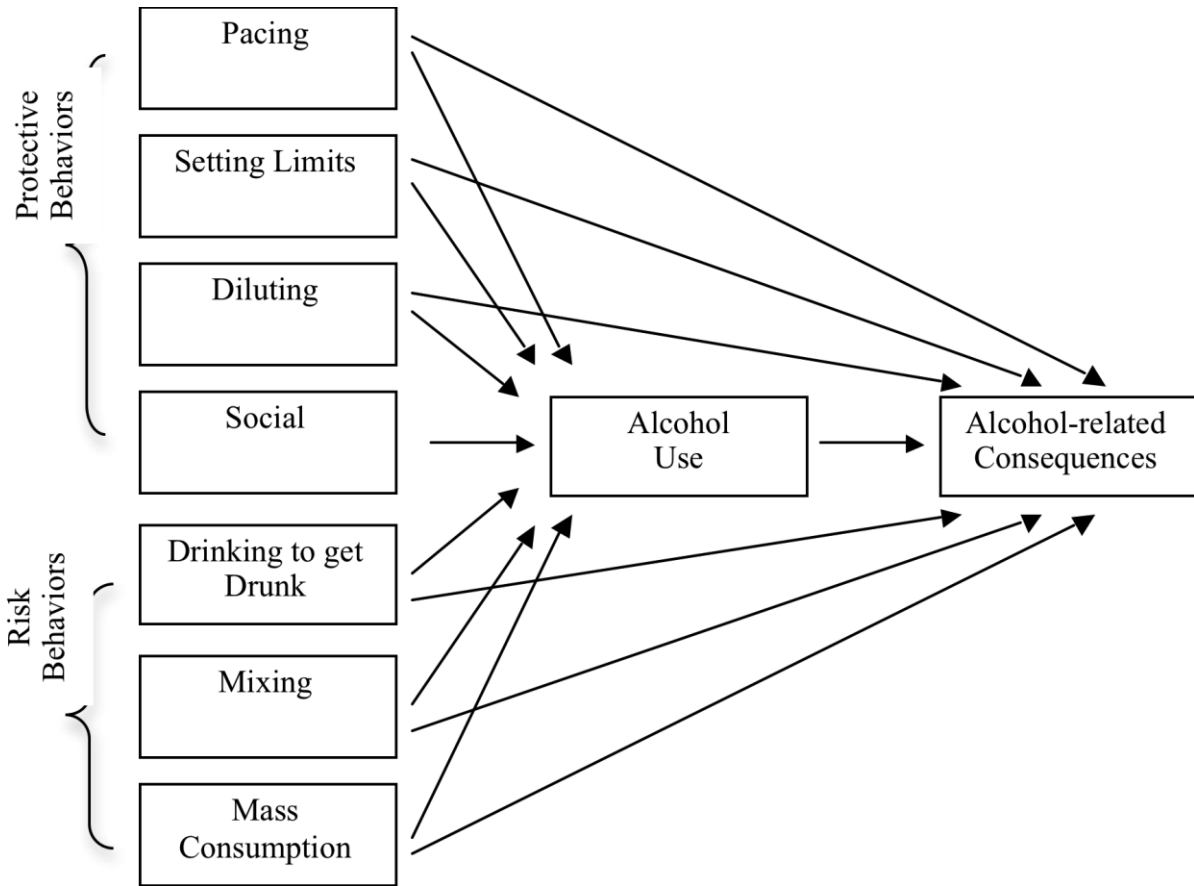 Protective
Behaviors
Pacing
Setting Limits
Diluting
Social
Risk
Behaviors
Drinking to get
Drunk
Mixing
Mass
Consumption
Alcohol
Use
Alcohol-related
Consequences